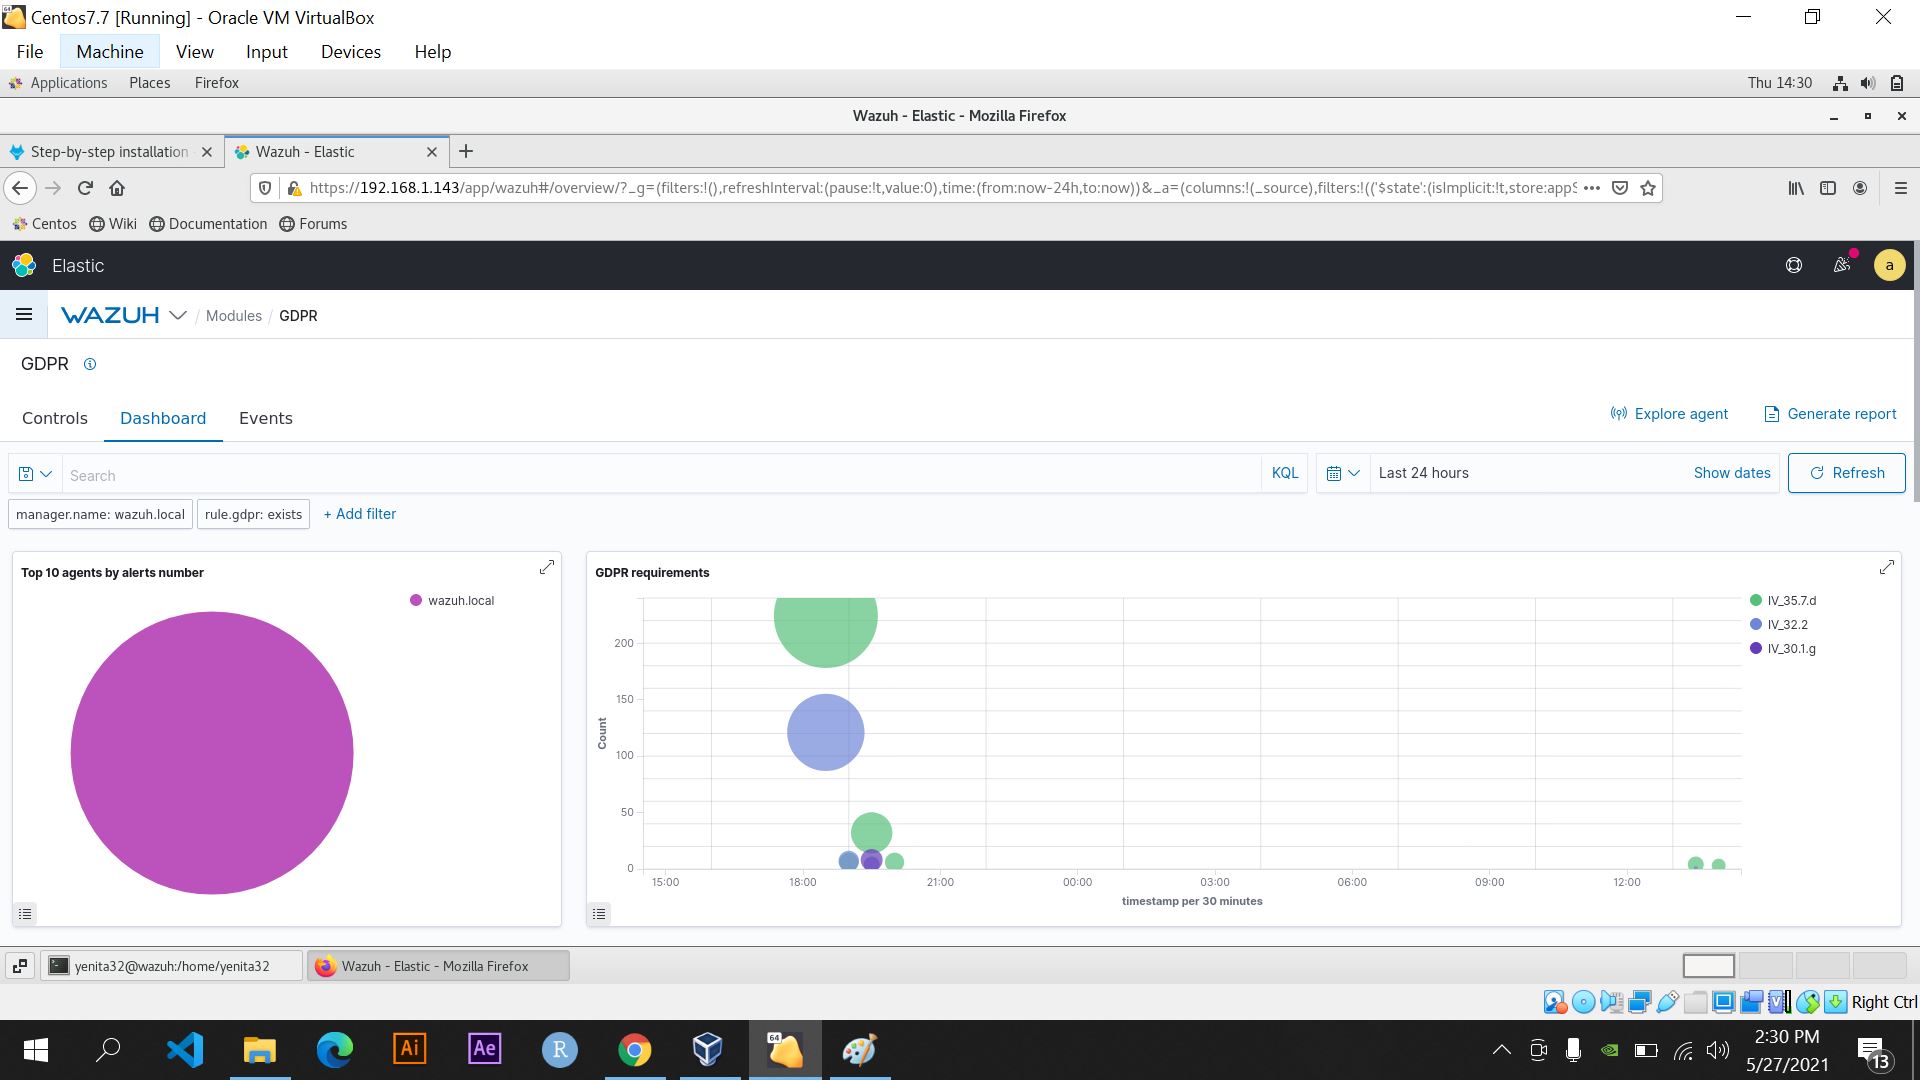 Centos7.7 [Running] - Oracle VM VirtualBox
File Machine View Input Devices Help
Applications Places Firefox Thu 14:30
Wazuh - Elastic - Mozilla Firefox
Step-by-step installation Wazuh - Elastic
https://192.168.1.143/app/wazuh#/overview/?_g=(filters:!(),refreshInterval:(pause:!t,value:0),time:(from:now-24h,to:now))&_a=(columns:!(_source),filters:!(('$state':(isImplicit:!t,store:appS
Centos Wiki Documentation Forums
Elastic a
WAZUH / Modules / GDPR
GDPR
Controls Dashboard Events Explore agent Generate report
Search KQL Last 24 hours Show dates Refresh
manager.name: wazuh.local rule.gdpr: exists + Add filter
Top 10 agents by alerts number
wazuh.local
GDPR requirements
IV_35.7.d
IV_32.2
IV_30.1.g
Count
200
150
100
50
0
15:00 18:00 21:00 00:00 03:00 06:00 09:00 12:00
timestamp per 30 minutes
yenita32@wazuh:/home/yenita32 Wazuh - Elastic - Mozilla Firefox
Right Ctrl
Ai Ae R 64
2:30 PM
5/27/2021
13